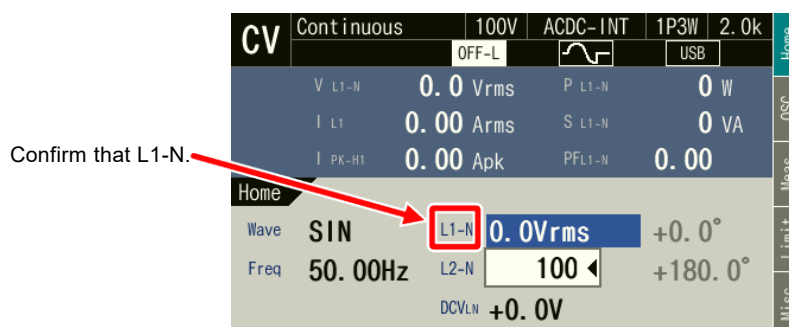 CV Continuous 100V ACDC-INT 1P3W 2.0k
OFF-L USB
V L1-N 0.0 Vrms P L1-N 0 W
I L1 0.00 Arms S L1-N 0 VA
I PK-H1 0.00 Apk PFL1-N 0.00
Confirm that L1-N.
Home
Wave SIN L1-N 0.0Vrms +0.0°
Freq 50.00Hz L2-N 100 +180.0°
DCVLN +0.0V
Home
OSC
Meas
Limit
Misc